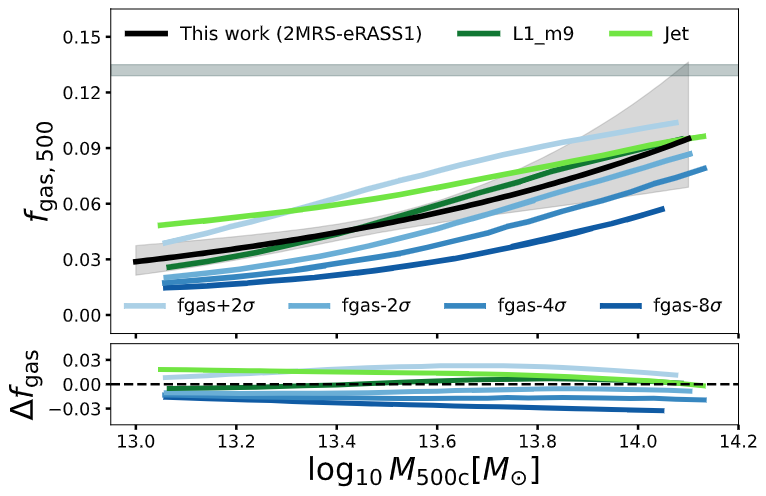 This work (2MRS-eRASS1) L1_m9 Jet
0.15
0.12
0.09
0.06
0.03
0.00
f_gas, 500
fgas+2σ fgas-2σ fgas-4σ fgas-8σ
0.03
0.00
−0.03
Δf_gas
13.0 13.2 13.4 13.6 13.8 14.0 14.2
log₁₀ M₅₀₀c[M_⊙]